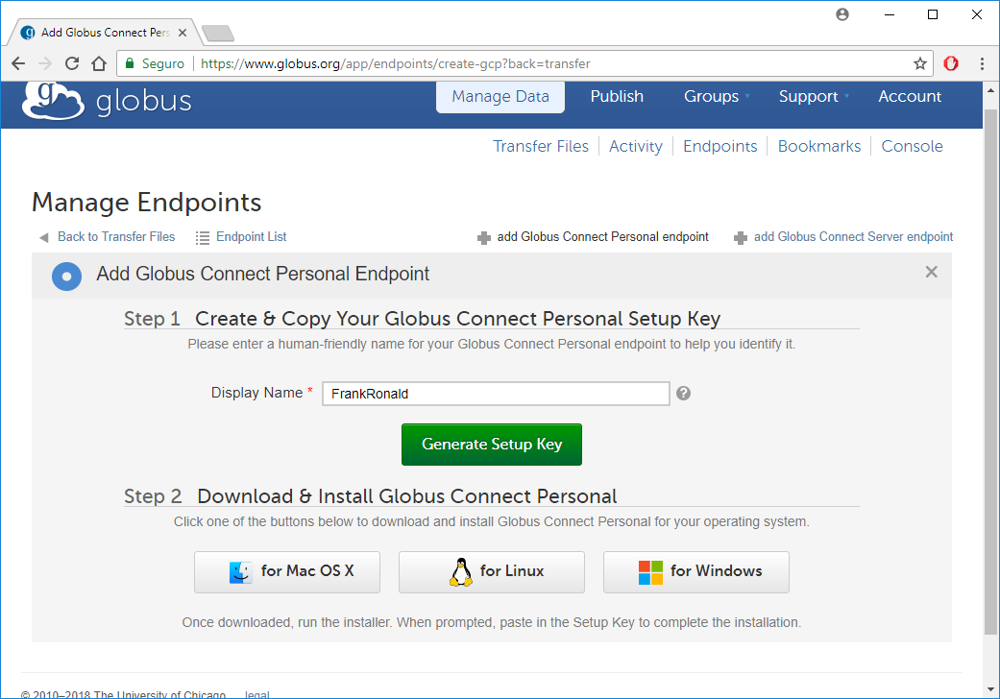 Add Globus Connect Pers
Seguro https://www.globus.org/app/endpoints/create-gcp?back=transfer
globus Manage Data Publish Groups Support Account
Transfer Files Activity Endpoints Bookmarks Console
Manage Endpoints
Back to Transfer Files Endpoint List add Globus Connect Personal endpoint add Globus Connect Server endpoint
Add Globus Connect Personal Endpoint
Step 1 Create & Copy Your Globus Connect Personal Setup Key
Please enter a human-friendly name for your Globus Connect Personal endpoint to help you identify it.
Display Name * FrankRonald
Generate Setup Key
Step 2 Download & Install Globus Connect Personal
Click one of the buttons below to download and install Globus Connect Personal for your operating system.
for Mac OS X for Linux for Windows
Once downloaded, run the installer. When prompted, paste in the Setup Key to complete the installation.
© 2010–2018 The University of Chicago legal